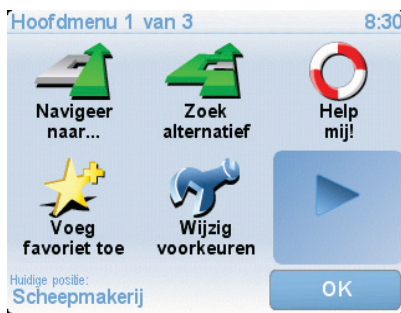 Hoofdmenu 1 van 3 8:30
Navigeer
naar...
Zoek
alternatief
Help
mij!
Voeg
favoriet toe
Wijzig
voorkeuren
Huidige positie:
Scheepmakerij
OK